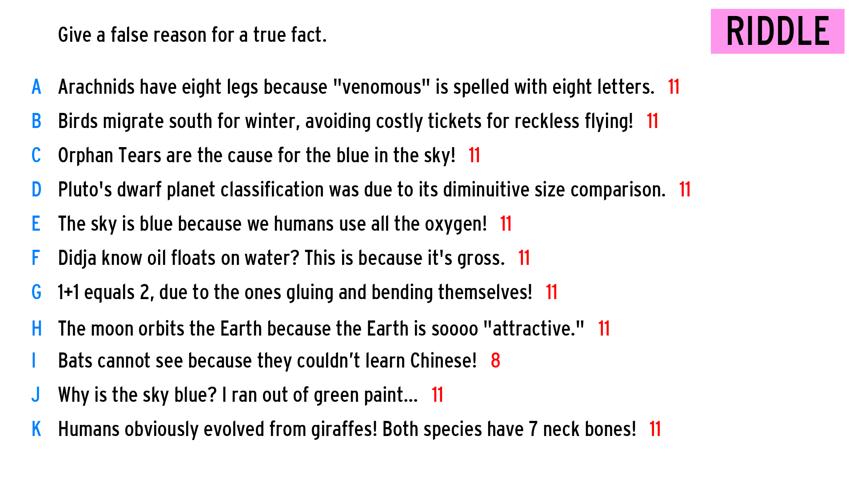 Give a false reason for a true fact.
RIDDLE
A Arachnids have eight legs because "venomous" is spelled with eight letters. 11
B Birds migrate south for winter, avoiding costly tickets for reckless flying! 11
C Orphan Tears are the cause for the blue in the sky! 11
D Pluto's dwarf planet classification was due to its diminuitive size comparison. 11
E The sky is blue because we humans use all the oxygen! 11
F Didja know oil floats on water? This is because it's gross. 11
G 1+1 equals 2, due to the ones gluing and bending themselves! 11
H The moon orbits the Earth because the Earth is soooo "attractive." 11
I Bats cannot see because they couldn't learn Chinese! 8
J Why is the sky blue? I ran out of green paint... 11
K Humans obviously evolved from giraffes! Both species have 7 neck bones! 11